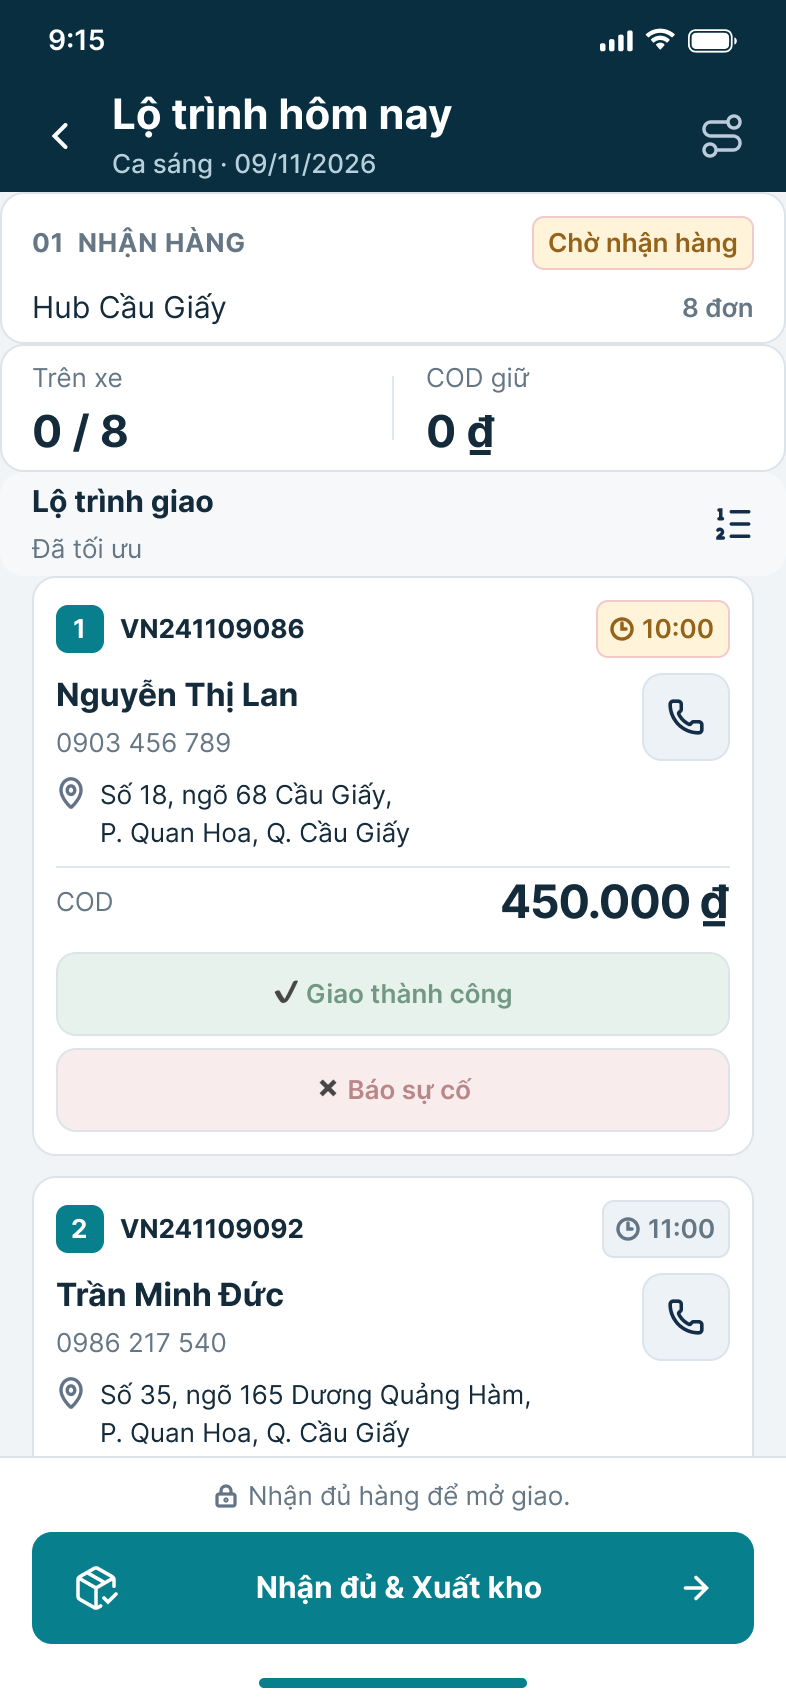 9:15
Lộ trình hôm nay
Ca sáng · 09/11/2026
01 NHẬN HÀNG
Chờ nhận hàng
Hub Cầu Giấy
8 đơn
Trên xe
COD giữ
0 / 8
0 ₫
Lộ trình giao
Đã tối ưu
1 VN241109086
10:00
Nguyễn Thị Lan
0903 456 789
Số 18, ngõ 68 Cầu Giấy,
P. Quan Hoa, Q. Cầu Giấy
COD
450.000 ₫
✔ Giao thành công
✖ Báo sự cố
2 VN241109092
11:00
Trần Minh Đức
0986 217 540
Số 35, ngõ 165 Dương Quảng Hàm,
P. Quan Hoa, Q. Cầu Giấy
Nhận đủ hàng để mở giao.
Nhận đủ & Xuất kho